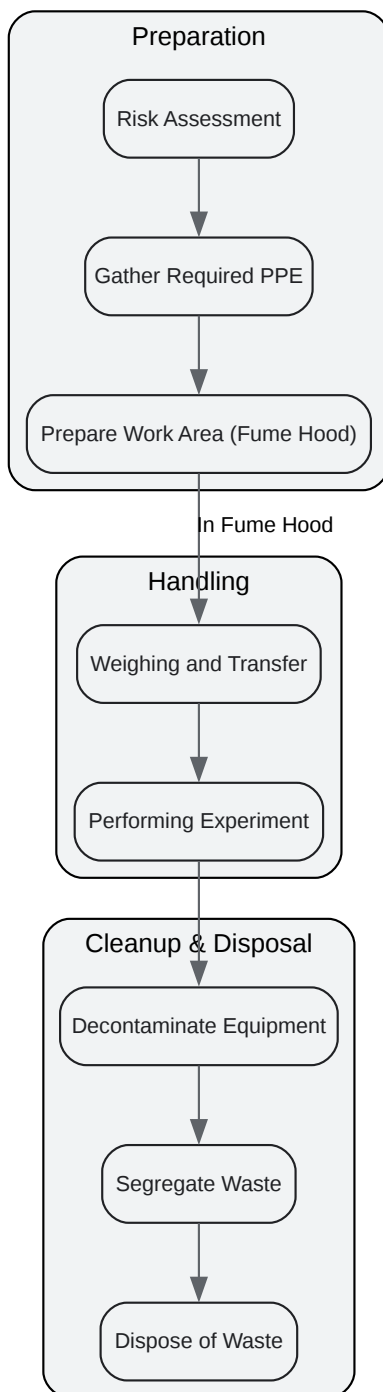 Preparation
Risk Assessment
Gather Required PPE
Prepare Work Area (Fume Hood)
In Fume Hood
Handling
Weighing and Transfer
Performing Experiment
Cleanup & Disposal
Decontaminate Equipment
Segregate Waste
Dispose of Waste